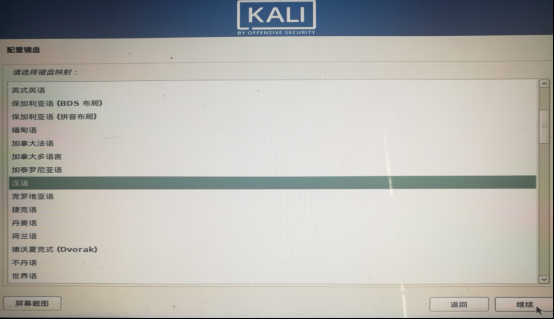 KALI
BY OFFENSIVE SECURITY
配置键盘
请选择键盘映射：
英式英语
保加利亚语 (BDS 布局)
保加利亚语 (拼音布局)
缅甸语
加拿大法语
加拿大多语言
加泰罗尼亚语
汉语
克罗地亚语
捷克语
丹麦语
荷兰语
德沃夏克式 (Dvorak)
不丹语
世界语
屏幕截图
返回
继续